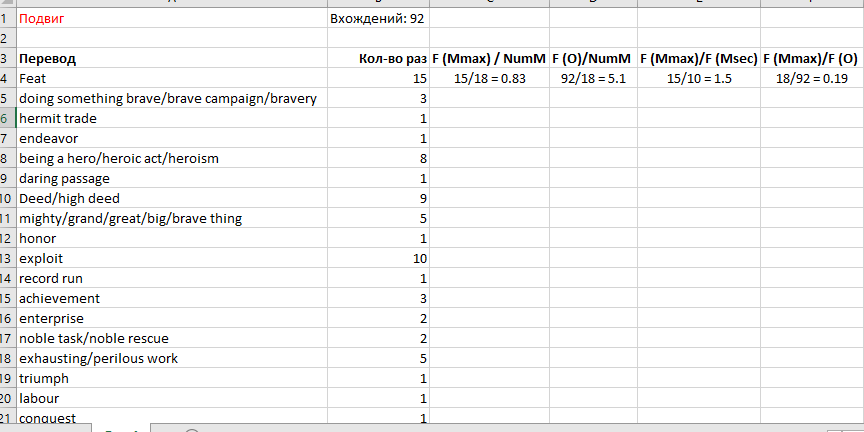 1 Подвиг Вхождений: 92
2
3 Перевод Кол-во раз F (Mmax) / NumM F (O)/NumM F (Mmax)/F (Msec) F (Mmax)/F (O)
4 Feat 15 15/18 = 0.83 92/18 = 5.1 15/10 = 1.5 18/92 = 0.19
5 doing something brave/brave campaign/bravery 3
6 hermit trade 1
7 endeavor 1
8 being a hero/heroic act/heroism 8
9 daring passage 1
10 Deed/high deed 9
11 mighty/grand/great/big/brave thing 5
12 honor 1
13 exploit 10
14 record run 1
15 achievement 3
16 enterprise 2
17 noble task/noble rescue 2
18 exhausting/perilous work 5
19 triumph 1
20 labour 1
21 conquest 1